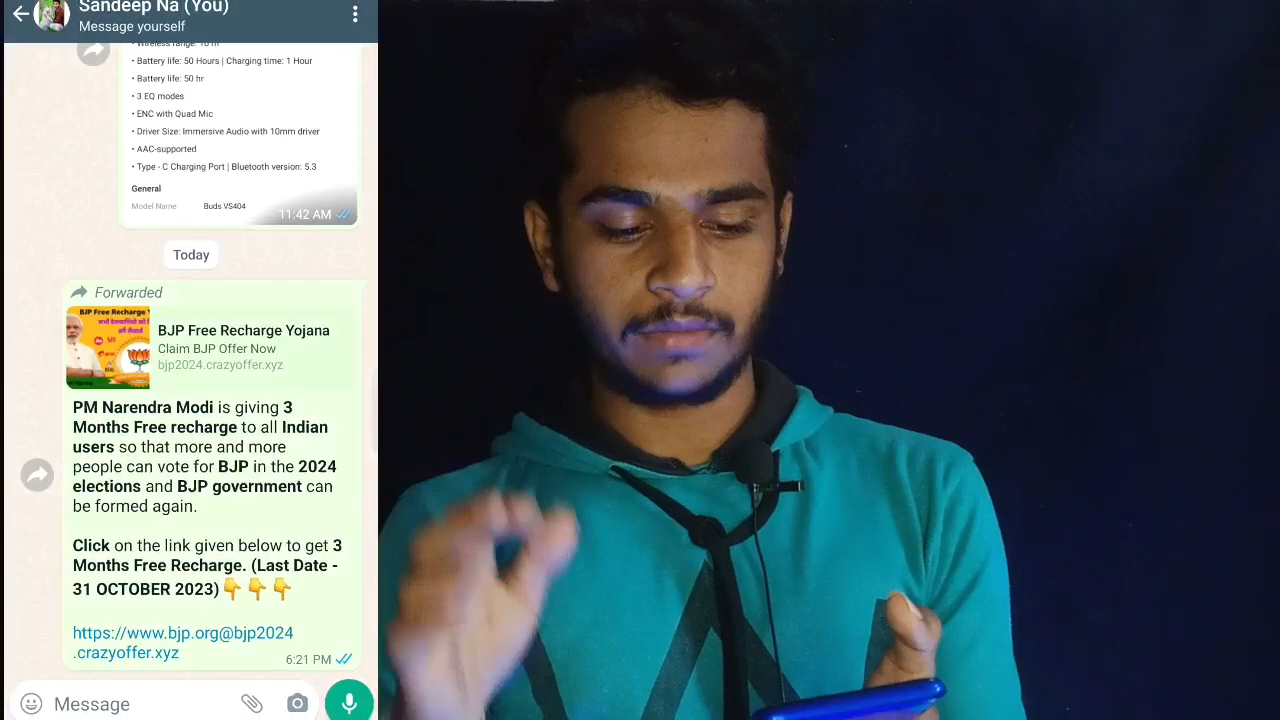 Sandeep Na (You)
Message yourself
• Wireless range: 10 m
• Battery life: 50 Hours | Charging time: 1 Hour
• Battery life: 50 hr
• 3 EQ modes
• ENC with Quad Mic
• Driver Size: Immersive Audio with 10mm driver
• AAC-supported
• Type - C Charging Port | Bluetooth version: 5.3
General
Model Name Buds VS404
11:42 AM
Today
Forwarded
BJP Free Recharge Y
BJP Free Recharge Yojana
Claim BJP Offer Now
bjp2024.crazyoffer.xyz
PM Narendra Modi is giving 3
Months Free recharge to all Indian
users so that more and more
people can vote for BJP in the 2024
elections and BJP government can
be formed again.
Click on the link given below to get 3
Months Free Recharge. (Last Date -
31 OCTOBER 2023)👇👇👇
https://www.bjp.org@bjp2024
.crazyoffer.xyz
6:21 PM
Message